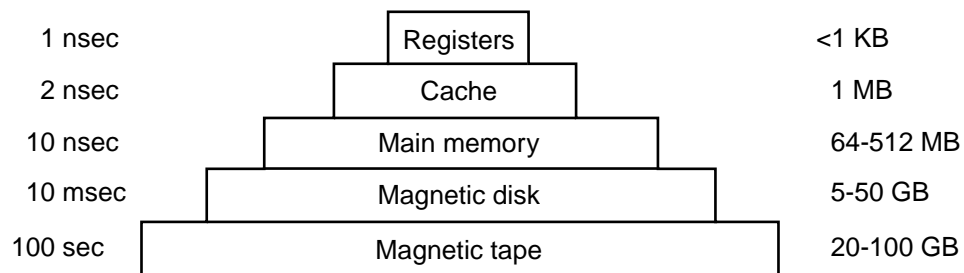 1 nsec Registers <1 KB
2 nsec Cache 1 MB
10 nsec Main memory 64-512 MB
10 msec Magnetic disk 5-50 GB
100 sec Magnetic tape 20-100 GB